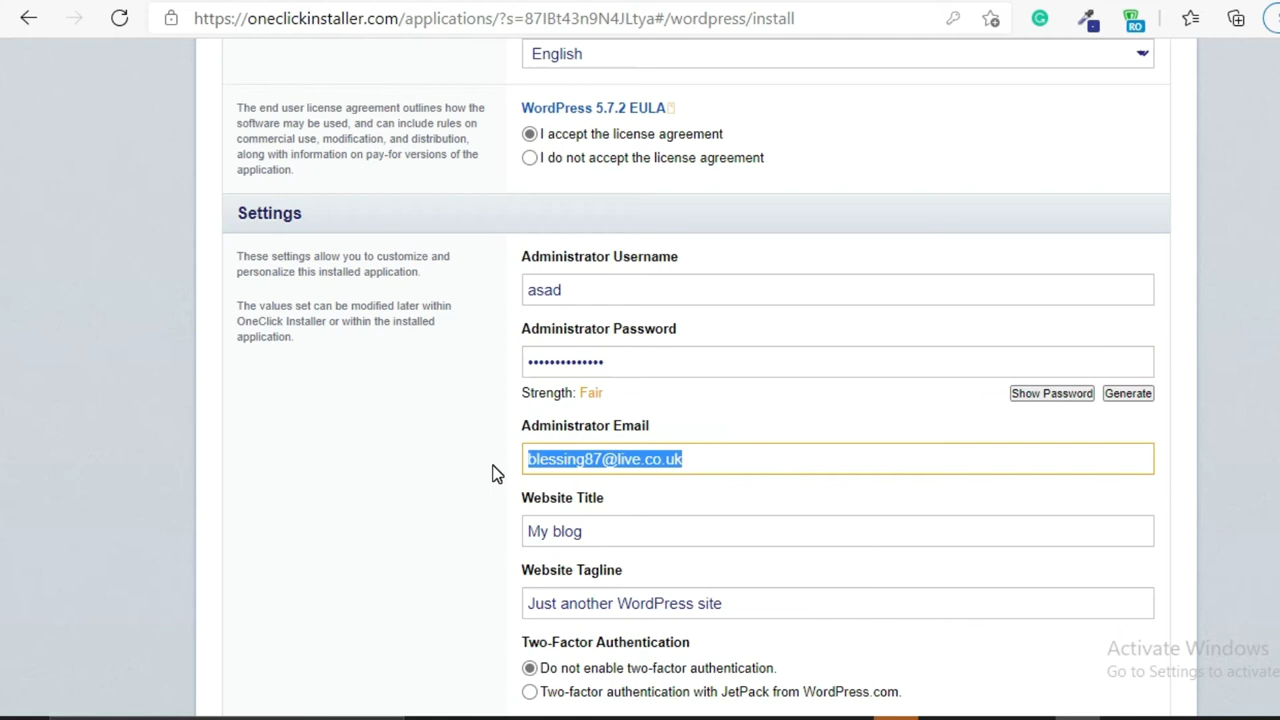 https://oneclickinstaller.com/applications/?s=87IBt43n9N4JLtya#/wordpress/install
RO
English
The end user license agreement outlines how the
software may be used, and can include rules on
commercial use, modification, and distribution,
along with information on pay-for versions of the
application.
WordPress 5.7.2 EULA
I accept the license agreement
I do not accept the license agreement
Settings
These settings allow you to customize and
personalize this installed application.
The values set can be modified later within
OneClick Installer or within the installed
application.
Administrator Username
asad
Administrator Password
••••••••••••••
Strength: Fair
Show Password
Generate
Administrator Email
blessing87@live.co.uk
Website Title
My blog
Website Tagline
Just another WordPress site
Two-Factor Authentication
Do not enable two-factor authentication.
Two-factor authentication with JetPack from WordPress.com.
Activate Windows
Go to Settings to activate